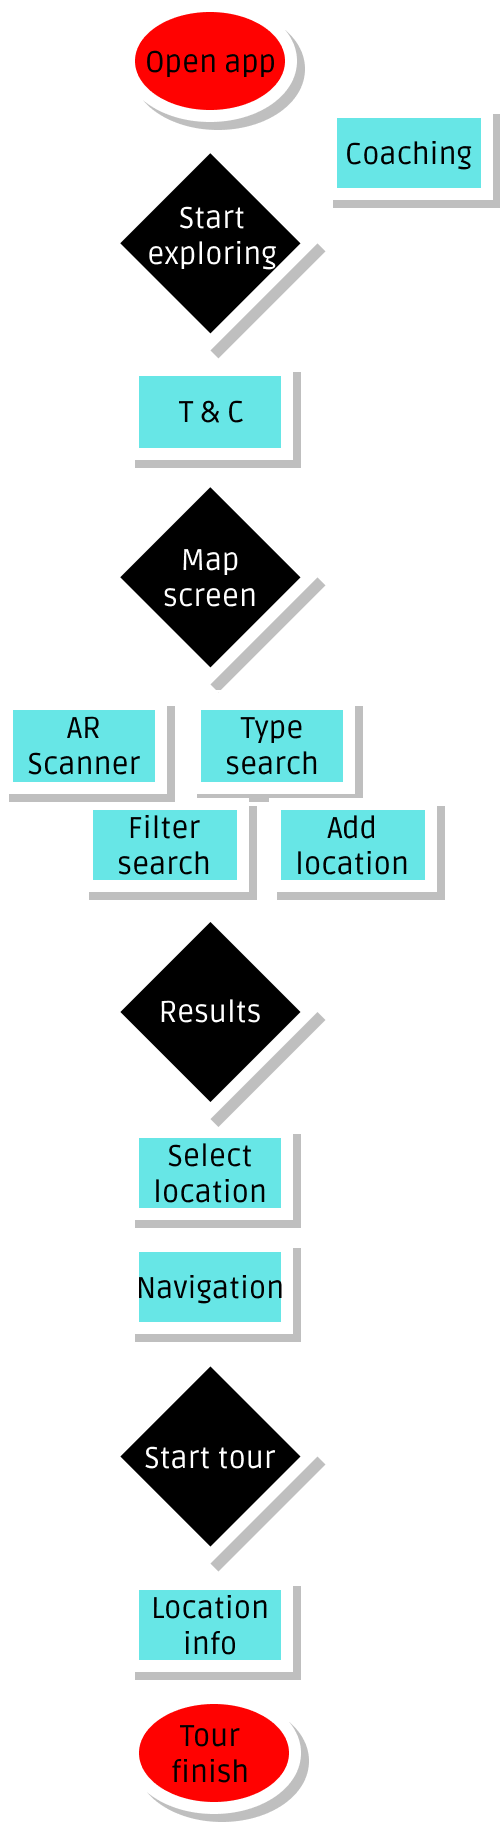 Open app
Coaching
Start
exploring
T & C
Map
screen
AR
Scanner
Type
search
Filter
search
Add
location
Results
Select
location
Navigation
Start tour
Location
info
Tour
finish